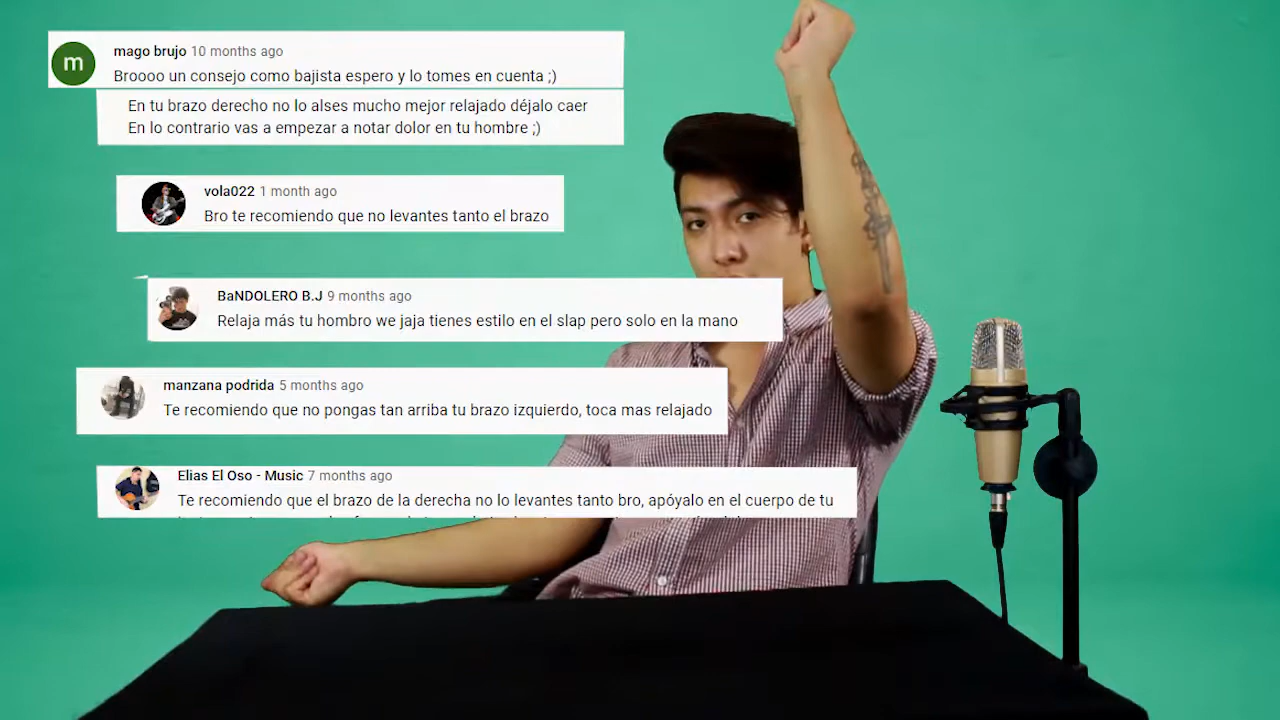 m
mago brujo 10 months ago
Broooo un consejo como bajista espero y lo tomes en cuenta ;)
En tu brazo derecho no lo alses mucho mejor relajado déjalo caer
En lo contrario vas a empezar a notar dolor en tu hombre ;)
vola022 1 month ago
Bro te recomiendo que no levantes tanto el brazo
BaNDOLERO B.J 9 months ago
Relaja más tu hombro we jaja tienes estilo en el slap pero solo en la mano
manzana podrida 5 months ago
Te recomiendo que no pongas tan arriba tu brazo izquierdo, toca mas relajado
Elias El Oso - Music 7 months ago
Te recomiendo que el brazo de la derecha no lo levantes tanto bro, apóyalo en el cuerpo de tu